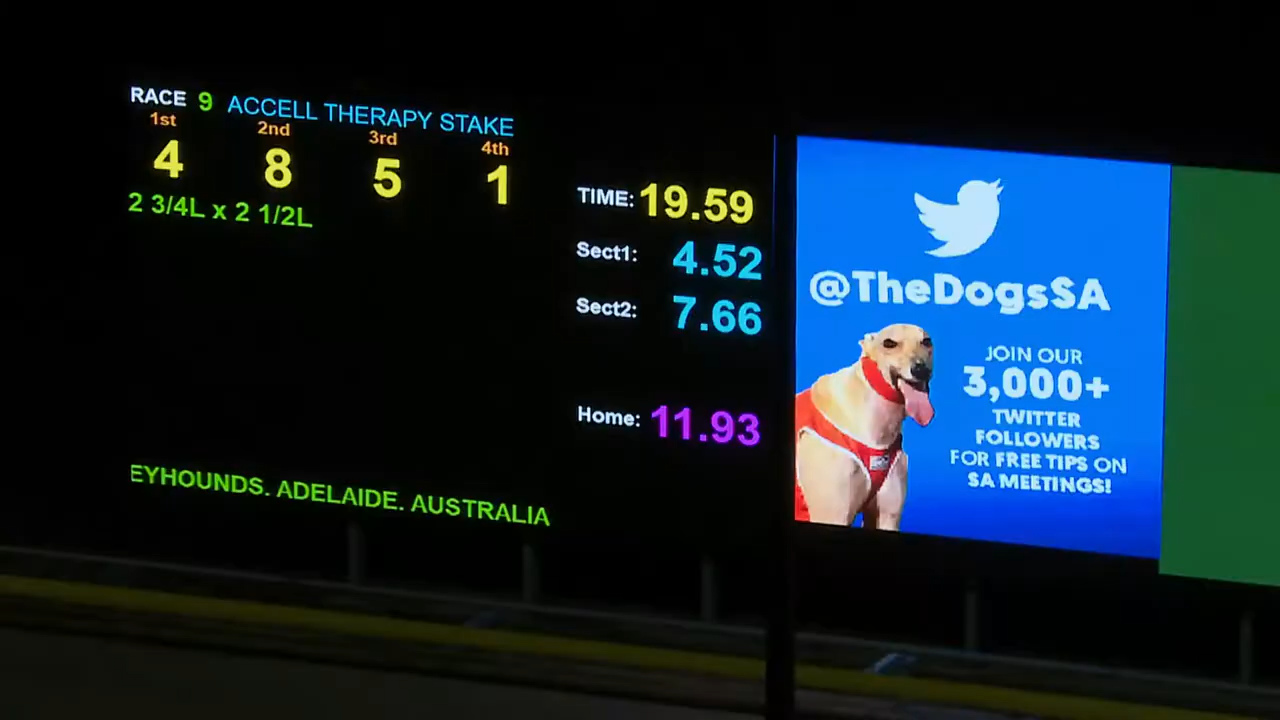 RACE 9 ACCELL THERAPY STAKE
1st 2nd 3rd 4th
4 8 5 1
2 3/4L x 2 1/2L
TIME: 19.59
Sect1: 4.52
Sect2: 7.66
Home: 11.93
EYHOUNDS. ADELAIDE. AUSTRALIA
@TheDogsSA
JOIN OUR
3,000+
TWITTER
FOLLOWERS
FOR FREE TIPS ON
SA MEETINGS!